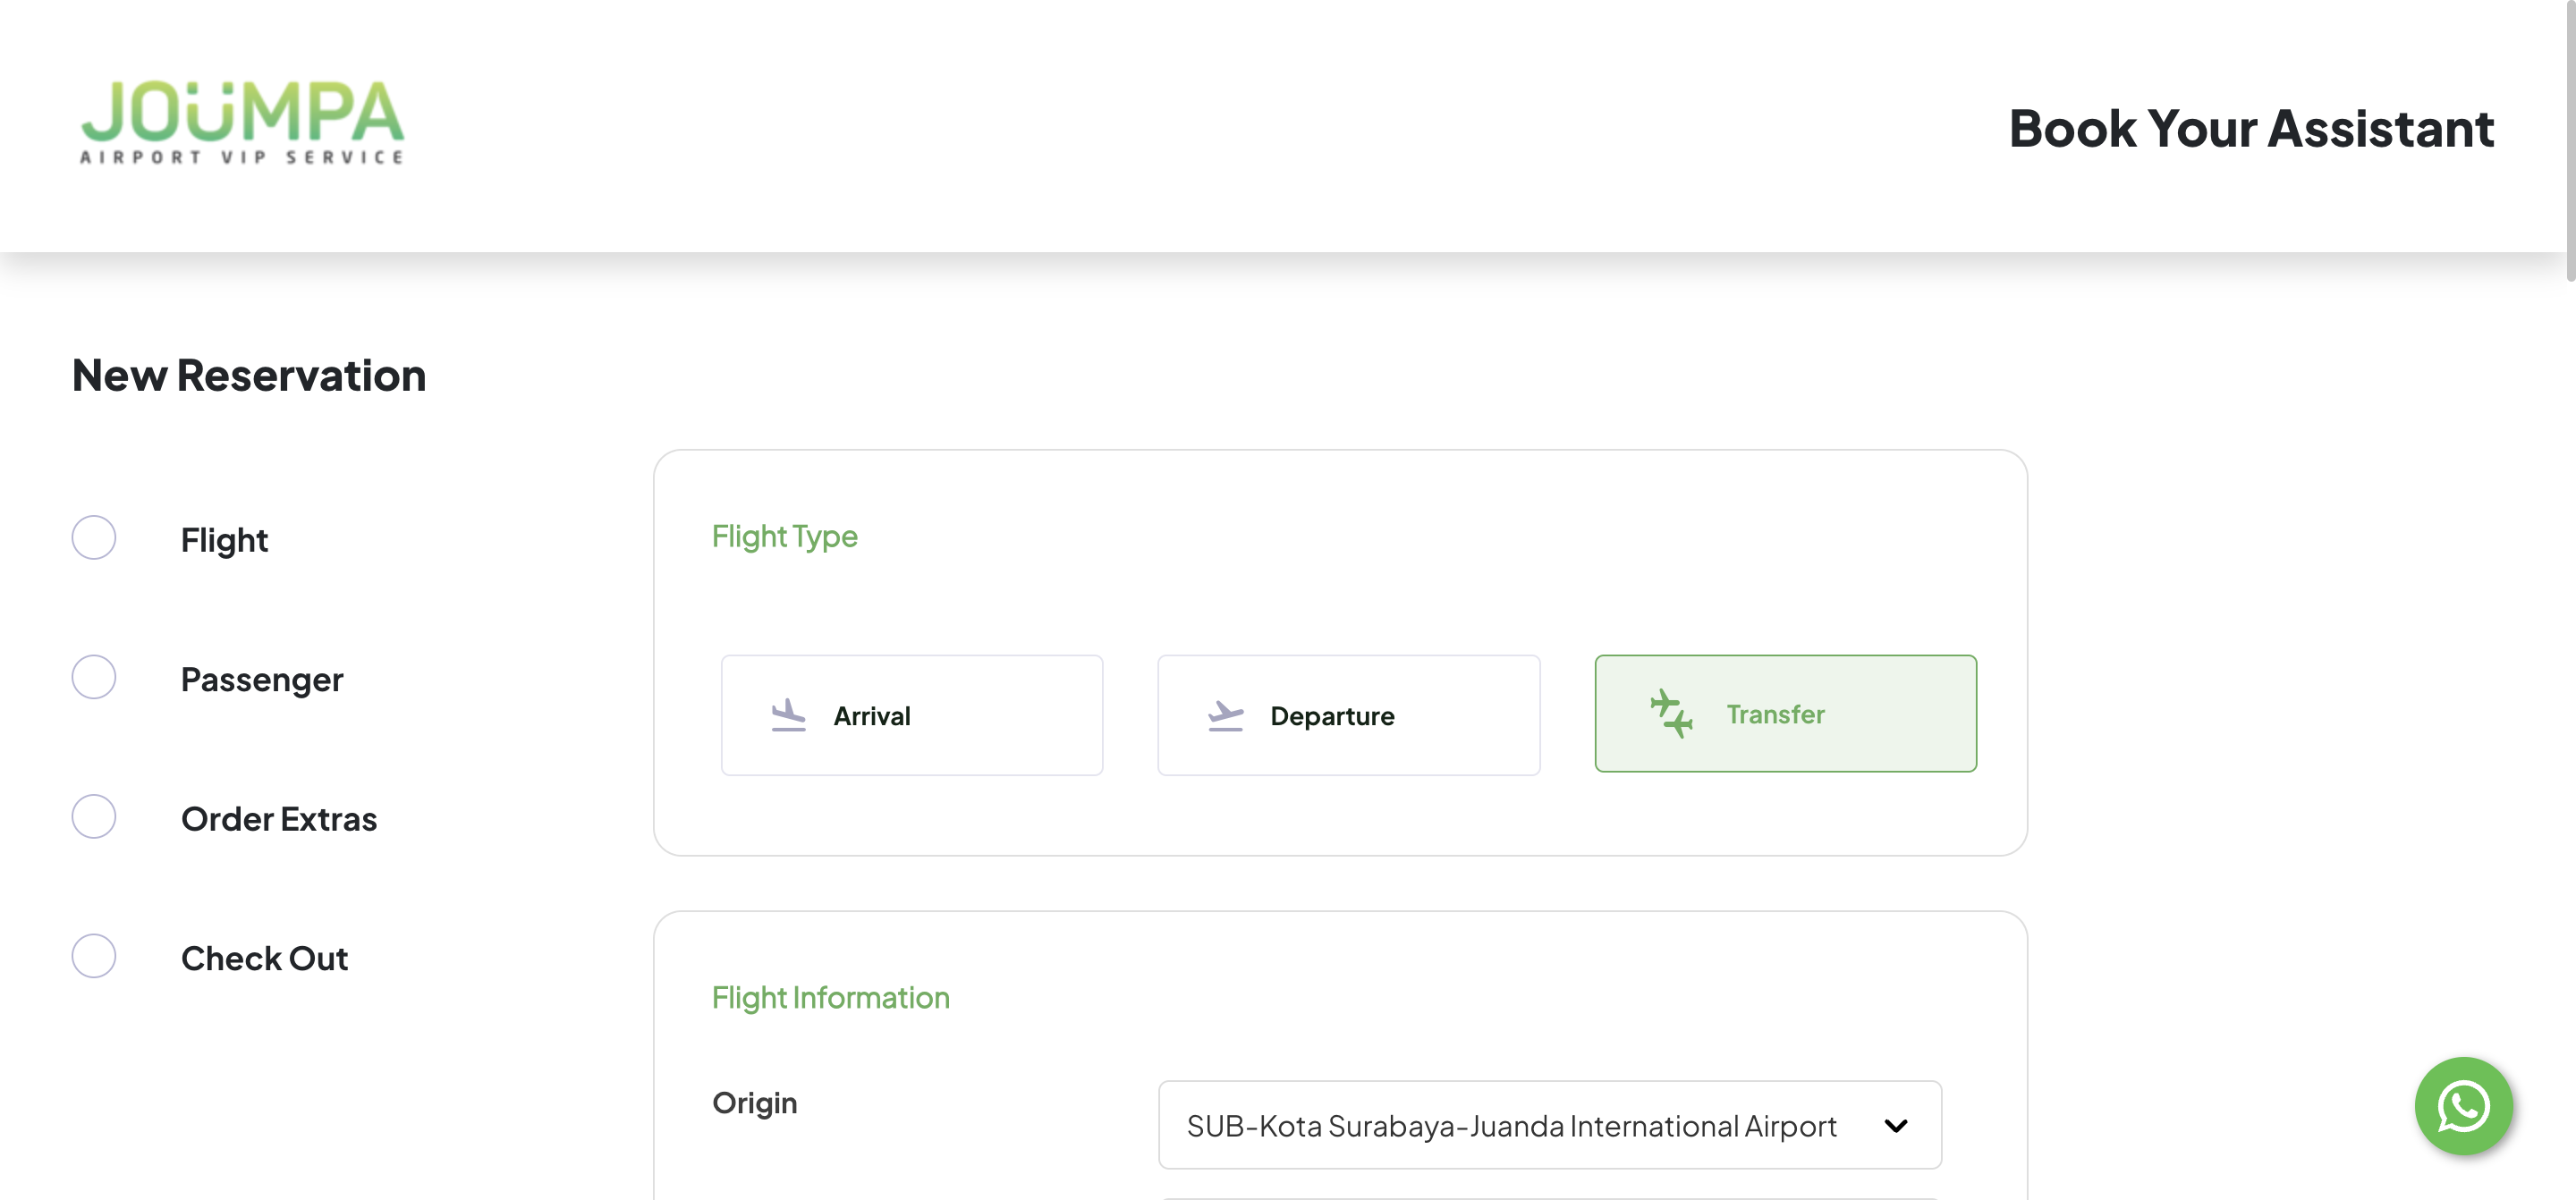 JOÜMPA
AIRPORT VIP SERVICE
Book Your Assistant
New Reservation
Flight
Passenger
Order Extras
Check Out
Flight Type
Arrival
Departure
Transfer
Flight Information
Origin
SUB-Kota Surabaya-Juanda International Airport